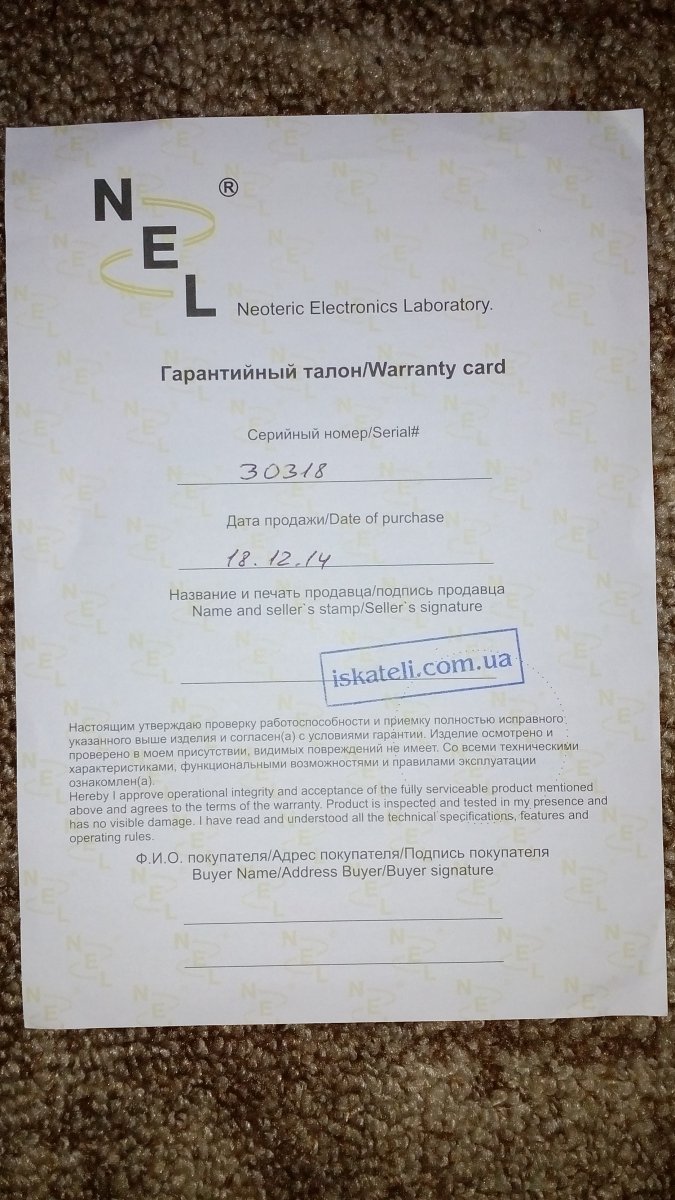 N ®
E
L Neoteric Electronics Laboratory.
Гарантийный талон/Warranty card
Серийный номер/Serial#
30318
Дата продажи/Date of purchase
18.12.14
Название и печать продавца/подпись продавца
Name and seller`s stamp/Seller`s signature
iskateli.com.ua
Настоящим утверждаю проверку работоспособности и приемку полностью исправного
указанного выше изделия и согласен(а) с условиями гарантии. Изделие осмотрено и
проверено в моем присутствии, видимых повреждений не имеет. Со всеми техническими
характеристиками, функциональными возможностями и правилами эксплуатации
ознакомлен(а).
Hereby I approve operational integrity and acceptance of the fully serviceable product mentioned
above and agrees to the terms of the warranty. Product is inspected and tested in my presence and
has no visible damage. I have read and understood all the technical specifications, features and
operating rules.
Ф.И.О. покупателя/Адрес покупателя/Подпись покупателя
Buyer Name/Address Buyer/Buyer signature